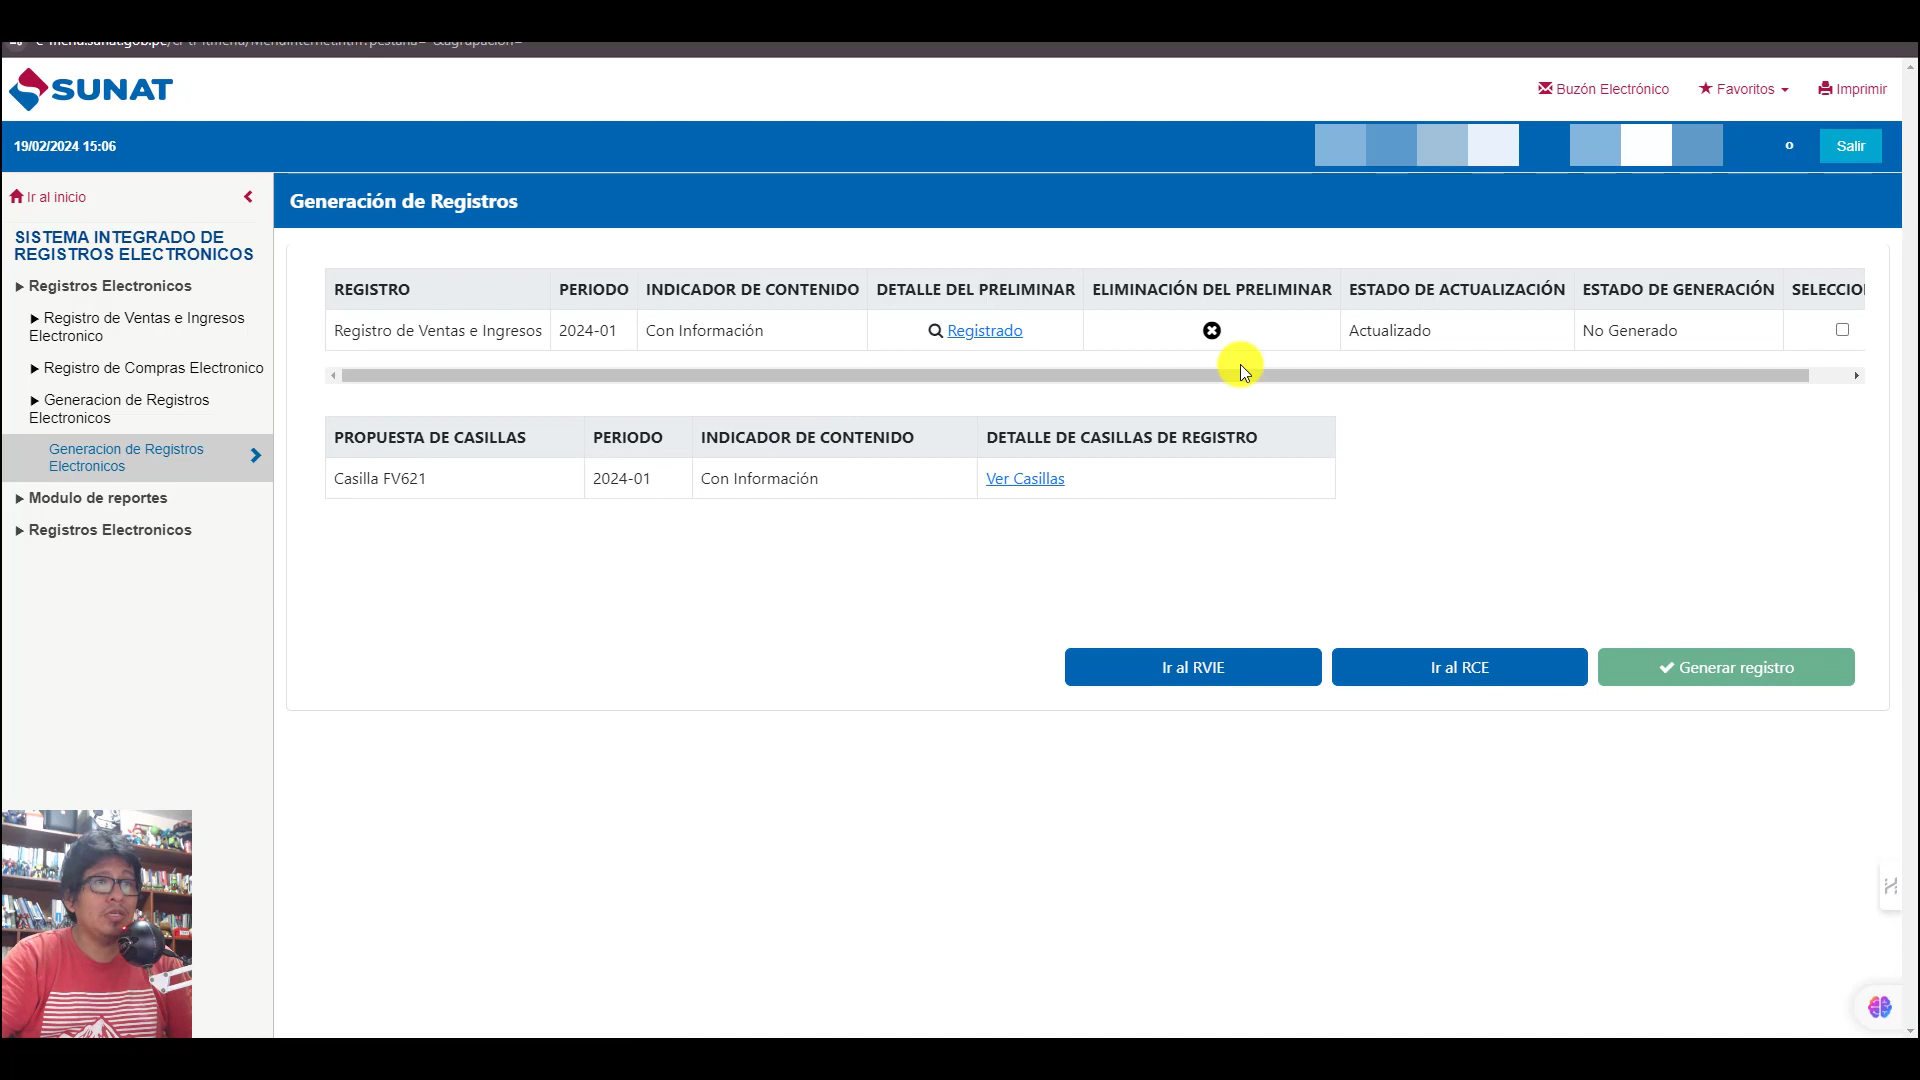 SUNAT
Buzón Electrónico
Favoritos
Imprimir
19/02/2024 15:06
o
Salir
Ir al inicio
Generación de Registros
SISTEMA INTEGRADO DE
REGISTROS ELECTRONICOS
Registros Electronicos
Registro de Ventas e Ingresos
Electronico
Registro de Compras Electronico
Generacion de Registros
Electronicos
Generacion de Registros
Electronicos
Modulo de reportes
Registros Electronicos
REGISTRO PERIODO INDICADOR DE CONTENIDO DETALLE DEL PRELIMINAR ELIMINACIÓN DEL PRELIMINAR ESTADO DE ACTUALIZACIÓN ESTADO DE GENERACIÓN SELECCIO
Registro de Ventas e Ingresos 2024-01 Con Información Registrado Actualizado No Generado
PROPUESTA DE CASILLAS PERIODO INDICADOR DE CONTENIDO DETALLE DE CASILLAS DE REGISTRO
Casilla FV621 2024-01 Con Información Ver Casillas
Ir al RVIE
Ir al RCE
Generar registro